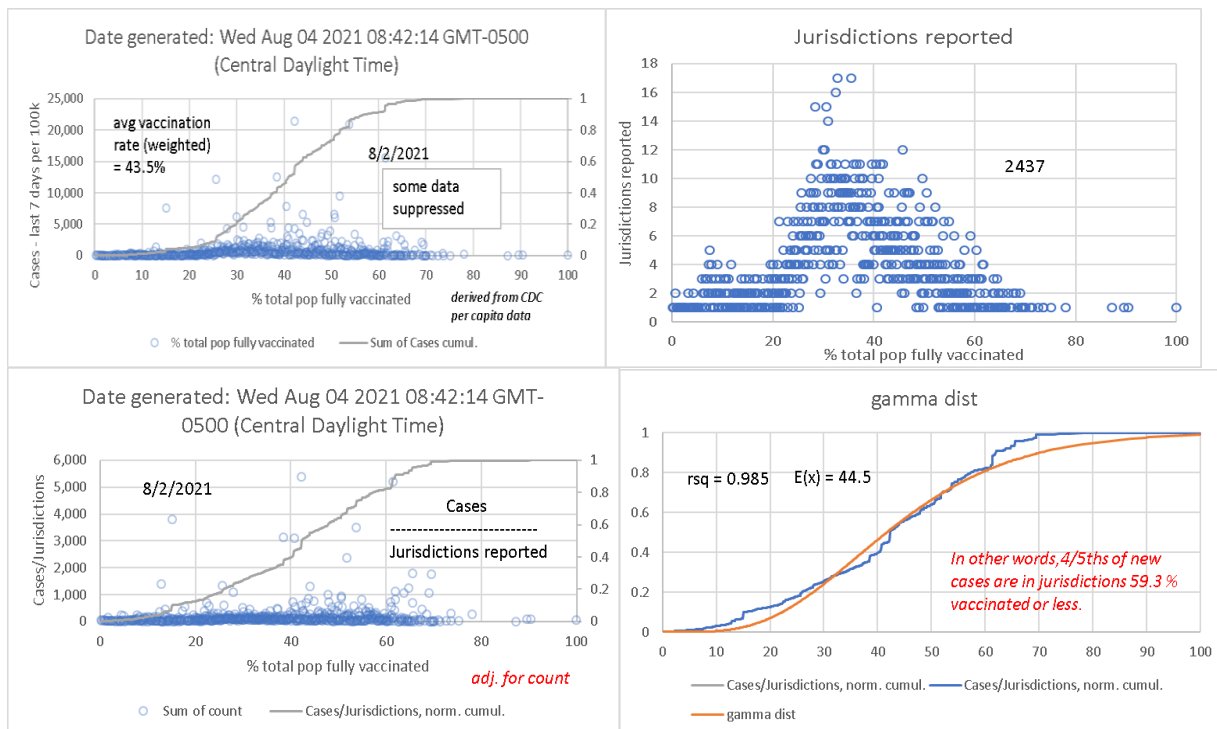 Date generated: Wed Aug 04 2021 08:42:14 GMT-0500
(Central Daylight Time)
25,000
20,000
15,000
10,000
5,000
0
1
0.8
0.6
0.4
0.2
0
Cases - last 7 days per 100k
avg vaccination
rate (weighted)
= 43.5%
8/2/2021
some data
suppressed
0 10 20 30 40 50 60 70 80 90 100
% total pop fully vaccinated
derived from CDC
per capita data
% total pop fully vaccinated
Sum of Cases cumul.
Jurisdictions reported
18
16
14
12
10
8
6
4
2
0
Jurisdictions reported
2437
0 20 40 60 80 100
% total pop fully vaccinated
Date generated: Wed Aug 04 2021 08:42:14 GMT-
0500 (Central Daylight Time)
6,000
5,000
4,000
3,000
2,000
1,000
0
1
0.8
0.6
0.4
0.2
0
Cases/Jurisdictions
8/2/2021
Cases
Jurisdictions reported
0 20 40 60 80 100
% total pop fully vaccinated
adj. for count
Sum of count
Cases/Jurisdictions, norm. cumul.
gamma dist
1
0.8
0.6
0.4
0.2
0
rsq = 0.985 E(x) = 44.5
In other words,4/5ths of new
cases are in jurisdictions 59.3 %
vaccinated or less.
0 10 20 30 40 50 60 70 80 90 100
Cases/Jurisdictions, norm. cumul.
Cases/Jurisdictions, norm. cumul.
gamma dist